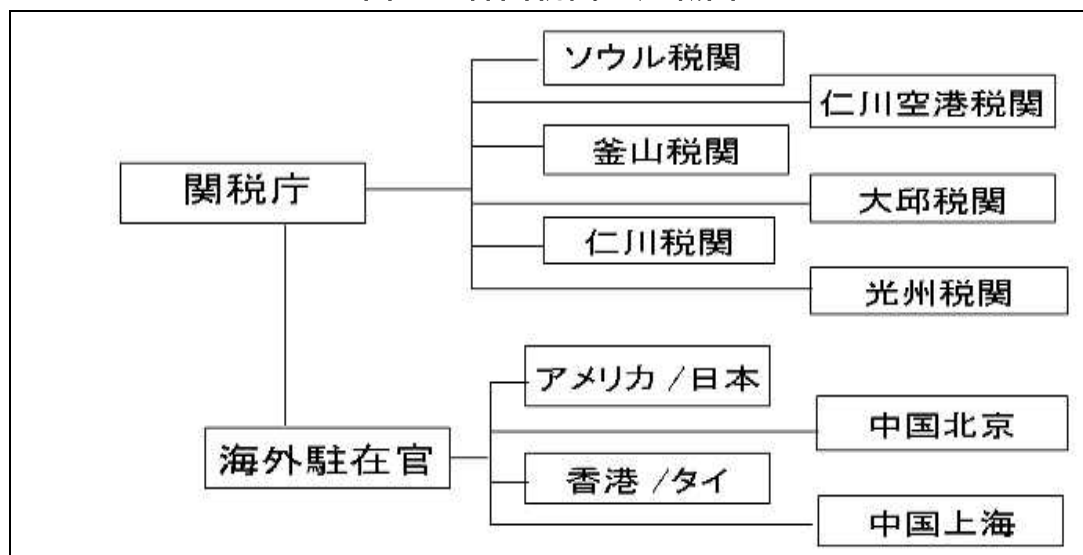 ソウル税関
仁川空港税関
釜山税関
関税庁
大邱税関
仁川税関
光州税関
アメリカ /日本
中国北京
海外駐在官
香港 /タイ
中国上海